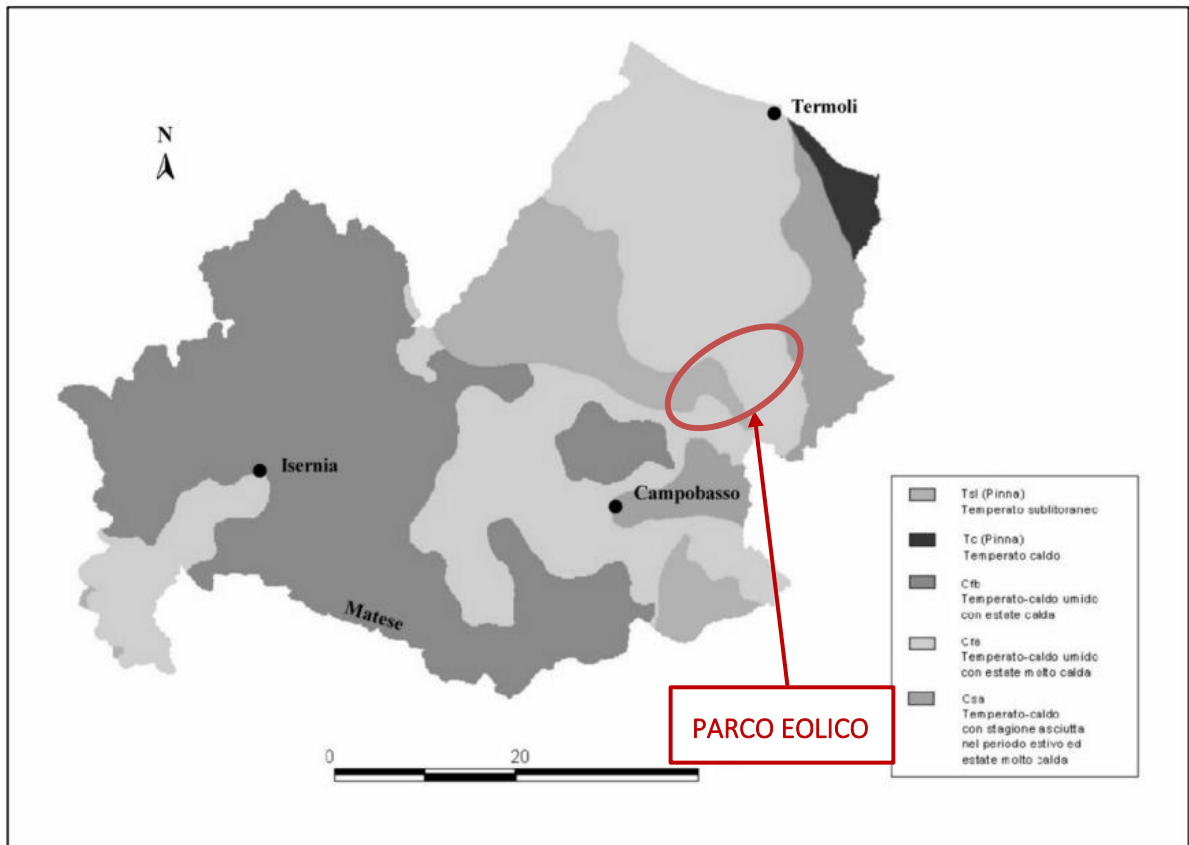 Termoli
N
Isernia
Campobasso
Matese
PARCO EOLICO
0
20
Tsl (Pinna)
Temperato sublitoraneo
Tc (Pinna)
Temperato caldo
Cfb
Temperato-caldo umido
con estate calda
Cfa
Temperato-caldo umido
con estate molto calda
Csa
Temperato-caldo
con stagione asciutta
nel periodo estivo ed
estate molto calda